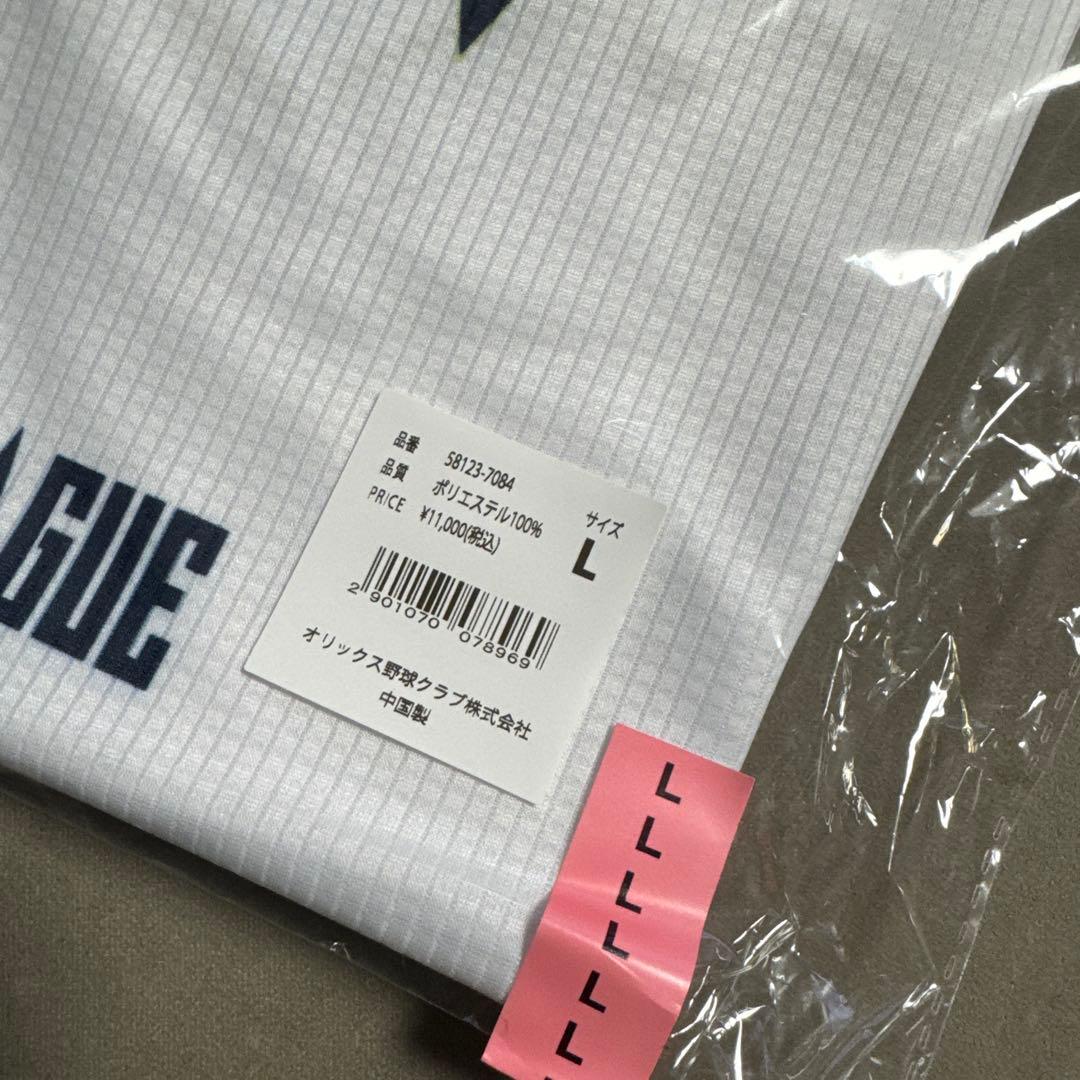 AGUE
品番 58123-7084
品質 ポリエステル100%
PRICE ¥11,000(税込)
サイズ
L
2 901070 078969
オリックス野球クラブ株式会社
中国製
L
L
L
L
L
L